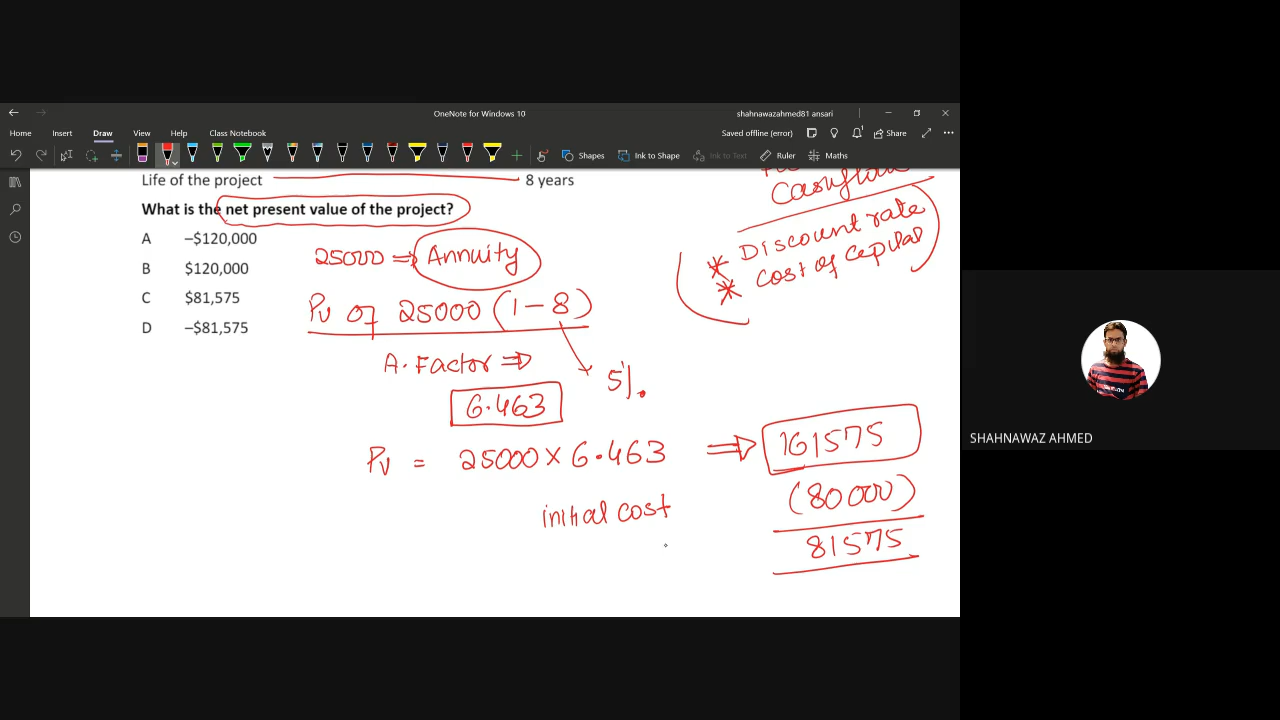 OneNote for Windows 10
shahnawazahmed81 ansari
Home Insert Draw View Help Class Notebook
Saved offline (error) Share
Shapes Ink to Shape Ink to Text Ruler Maths
Life of the project 8 years
Cashflow
What is the net present value of the project?
* Discount rate
* Cost of Capital
A –$120,000
B $120,000
C $81,575
D –$81,575
25000 ⇒ Annuity
Pv of 25000 (1 – 8)
A. Factor ⇒
5%.
6.463
Pv = 25000 × 6.463 ⇒ 161575
initial cost (80000)
81575
SHAHNAWAZ AHMED